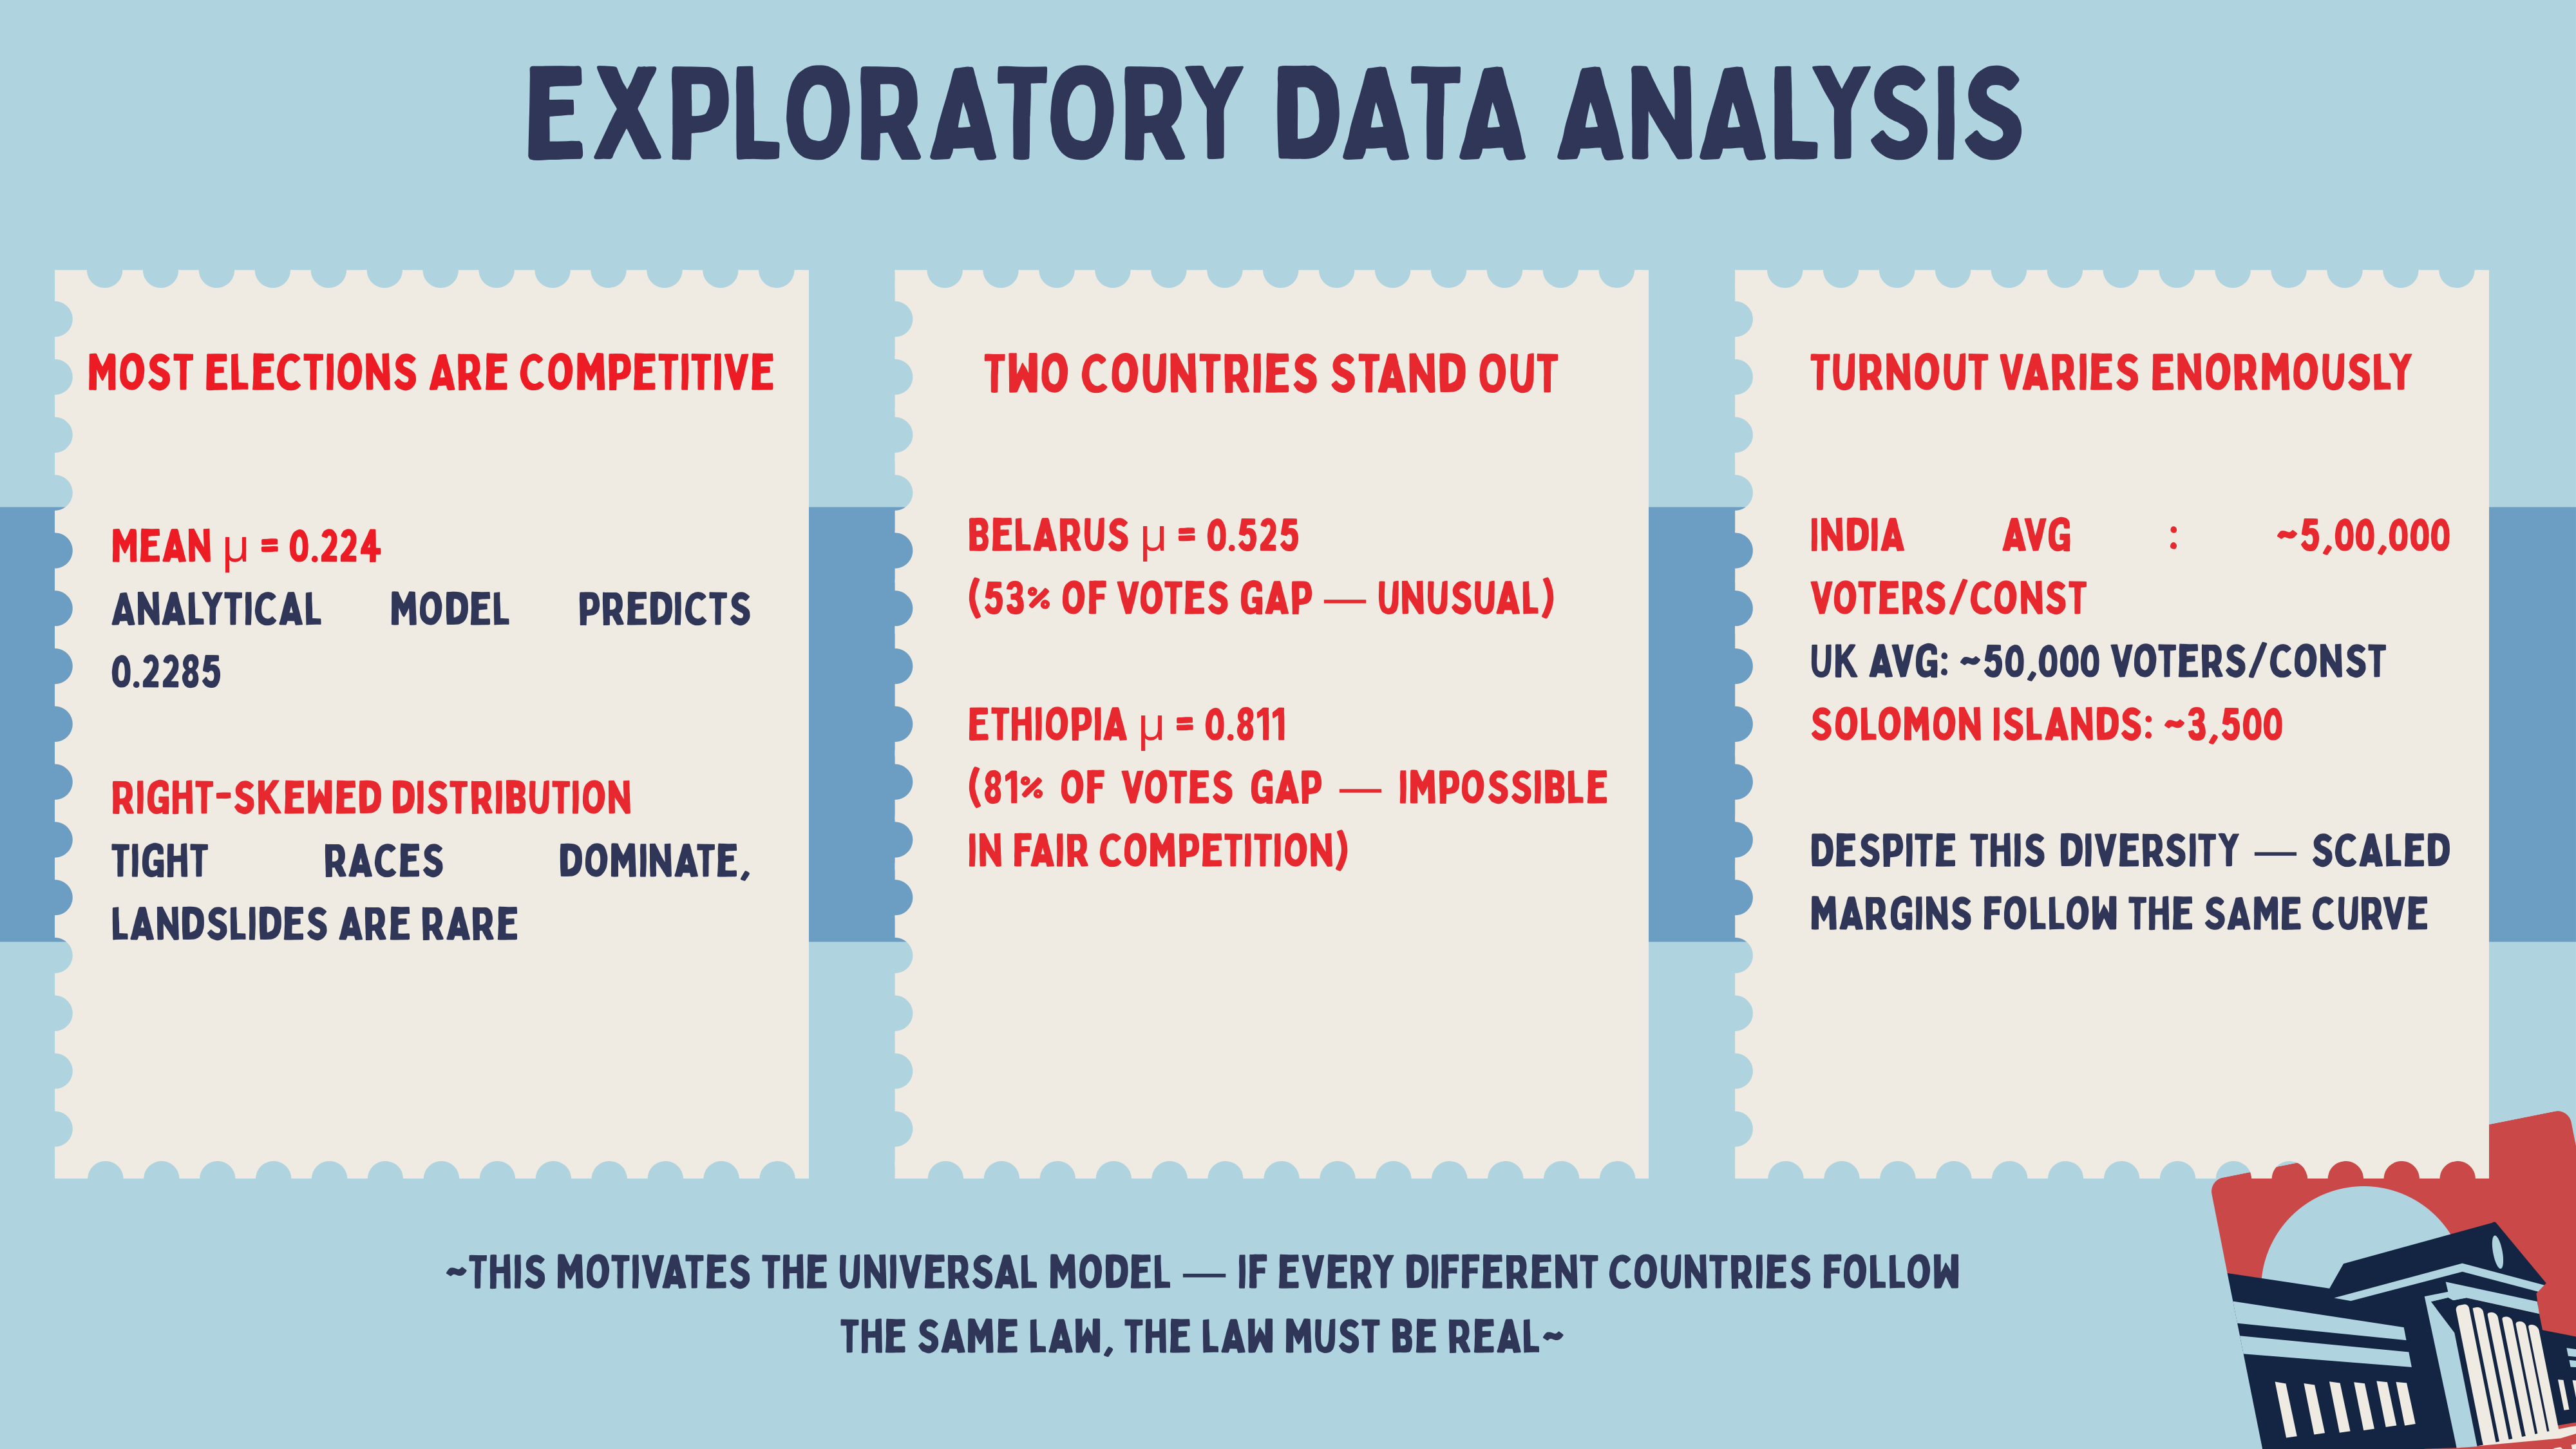 EXPLORATORY DATA ANALYSIS
MOST ELECTIONS ARE COMPETITIVE
MEAN μ = 0.224
ANALYTICAL MODEL PREDICTS
0.2285
RIGHT-SKEWED DISTRIBUTION
TIGHT RACES DOMINATE,
LANDSLIDES ARE RARE
TWO COUNTRIES STAND OUT
BELARUS μ = 0.525
(53% OF VOTES GAP — UNUSUAL)
ETHIOPIA μ = 0.811
(81% OF VOTES GAP — IMPOSSIBLE
IN FAIR COMPETITION)
TURNOUT VARIES ENORMOUSLY
INDIA AVG : ~5,00,000
VOTERS/CONST
UK AVG: ~50,000 VOTERS/CONST
SOLOMON ISLANDS: ~3,500
DESPITE THIS DIVERSITY — SCALED
MARGINS FOLLOW THE SAME CURVE
~THIS MOTIVATES THE UNIVERSAL MODEL — IF EVERY DIFFERENT COUNTRIES FOLLOW
THE SAME LAW, THE LAW MUST BE REAL~